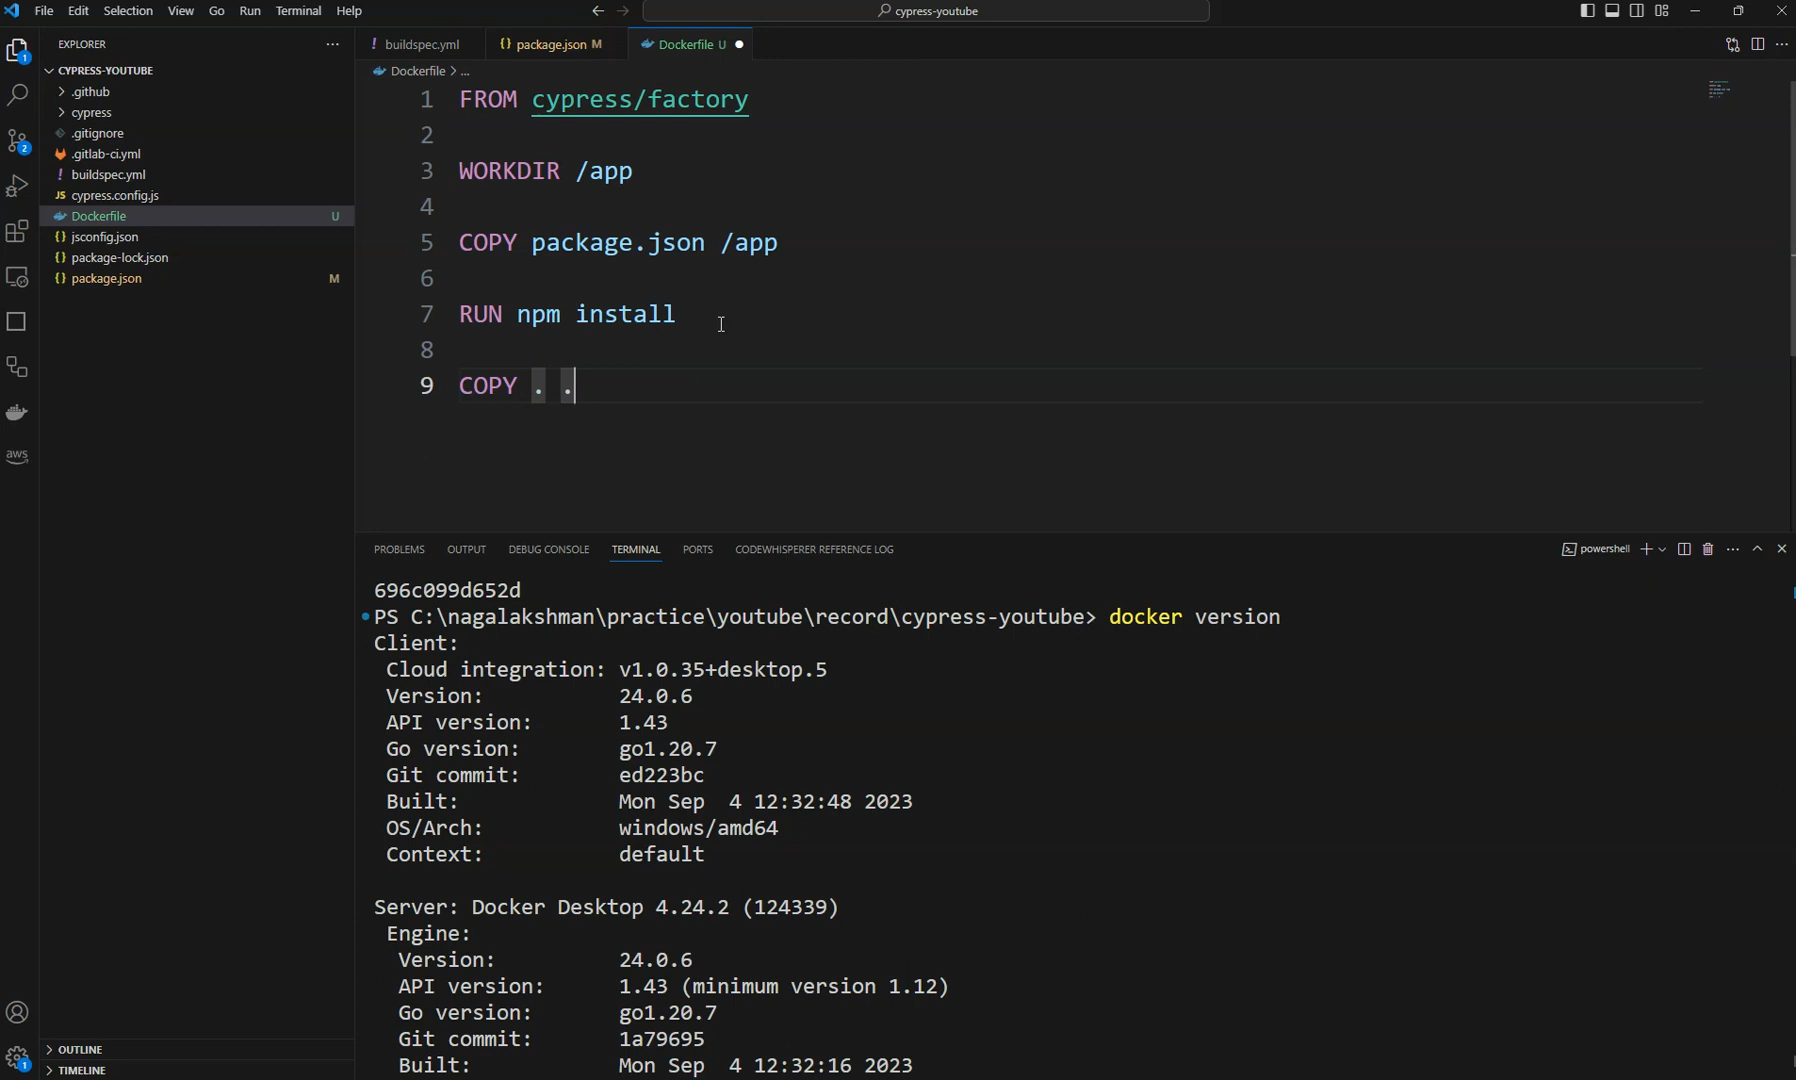 File Edit Selection View Go Run Terminal Help
cypress-youtube
EXPLORER
CYPRESS-YOUTUBE
.github
cypress
.gitignore
.gitlab-ci.yml
! buildspec.yml
JS cypress.config.js
Dockerfile U
{} jsconfig.json
{} package-lock.json
{} package.json M
OUTLINE
TIMELINE
1
2
aws
1
! buildspec.yml {} package.json M Dockerfile U
Dockerfile > ...
1 FROM cypress/factory
2
3 WORKDIR /app
4
5 COPY package.json /app
6
7 RUN npm install
8
9 COPY . .
PROBLEMS OUTPUT DEBUG CONSOLE TERMINAL PORTS CODEWHISPERER REFERENCE LOG
powershell
696c099d652d
PS C:\nagalakshman\practice\youtube\record\cypress-youtube> docker version
Client:
Cloud integration: v1.0.35+desktop.5
Version: 24.0.6
API version: 1.43
Go version: go1.20.7
Git commit: ed223bc
Built: Mon Sep 4 12:32:48 2023
OS/Arch: windows/amd64
Context: default
Server: Docker Desktop 4.24.2 (124339)
Engine:
Version: 24.0.6
API version: 1.43 (minimum version 1.12)
Go version: go1.20.7
Git commit: 1a79695
Built: Mon Sep 4 12:32:16 2023